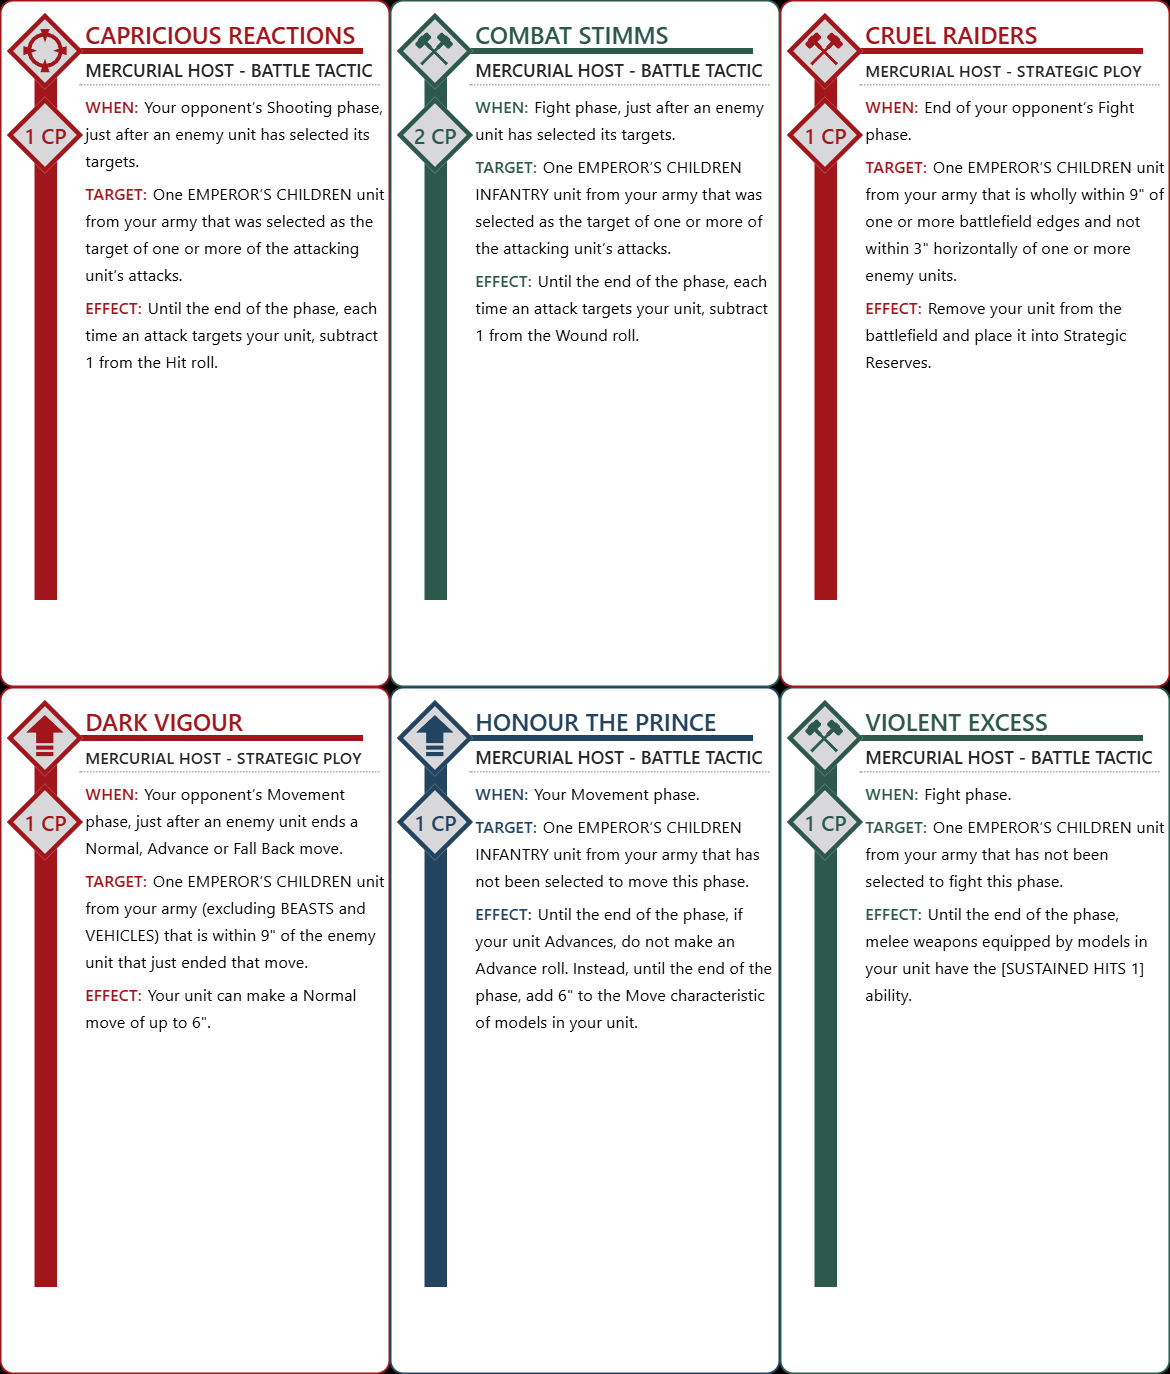 CAPRICIOUS REACTIONS
MERCURIAL HOST - BATTLE TACTIC
1 CP
WHEN: Your opponent's Shooting phase,
just after an enemy unit has selected its
targets.
TARGET: One EMPEROR'S CHILDREN unit
from your army that was selected as the
target of one or more of the attacking
unit's attacks.
EFFECT: Until the end of the phase, each
time an attack targets your unit, subtract
1 from the Hit roll.
COMBAT STIMMS
MERCURIAL HOST - BATTLE TACTIC
2 CP
WHEN: Fight phase, just after an enemy
unit has selected its targets.
TARGET: One EMPEROR'S CHILDREN
INFANTRY unit from your army that was
selected as the target of one or more of
the attacking unit's attacks.
EFFECT: Until the end of the phase, each
time an attack targets your unit, subtract
1 from the Wound roll.
CRUEL RAIDERS
MERCURIAL HOST - STRATEGIC PLOY
1 CP
WHEN: End of your opponent's Fight
phase.
TARGET: One EMPEROR'S CHILDREN unit
from your army that is wholly within 9" of
one or more battlefield edges and not
within 3" horizontally of one or more
enemy units.
EFFECT: Remove your unit from the
battlefield and place it into Strategic
Reserves.
DARK VIGOUR
MERCURIAL HOST - STRATEGIC PLOY
1 CP
WHEN: Your opponent's Movement
phase, just after an enemy unit ends a
Normal, Advance or Fall Back move.
TARGET: One EMPEROR'S CHILDREN unit
from your army (excluding BEASTS and
VEHICLES) that is within 9" of the enemy
unit that just ended that move.
EFFECT: Your unit can make a Normal
move of up to 6".
HONOUR THE PRINCE
MERCURIAL HOST - BATTLE TACTIC
1 CP
WHEN: Your Movement phase.
TARGET: One EMPEROR'S CHILDREN
INFANTRY unit from your army that has
not been selected to move this phase.
EFFECT: Until the end of the phase, if
your unit Advances, do not make an
Advance roll. Instead, until the end of the
phase, add 6" to the Move characteristic
of models in your unit.
VIOLENT EXCESS
MERCURIAL HOST - BATTLE TACTIC
1 CP
WHEN: Fight phase.
TARGET: One EMPEROR'S CHILDREN unit
from your army that has not been
selected to fight this phase.
EFFECT: Until the end of the phase,
melee weapons equipped by models in
your unit have the [SUSTAINED HITS 1]
ability.